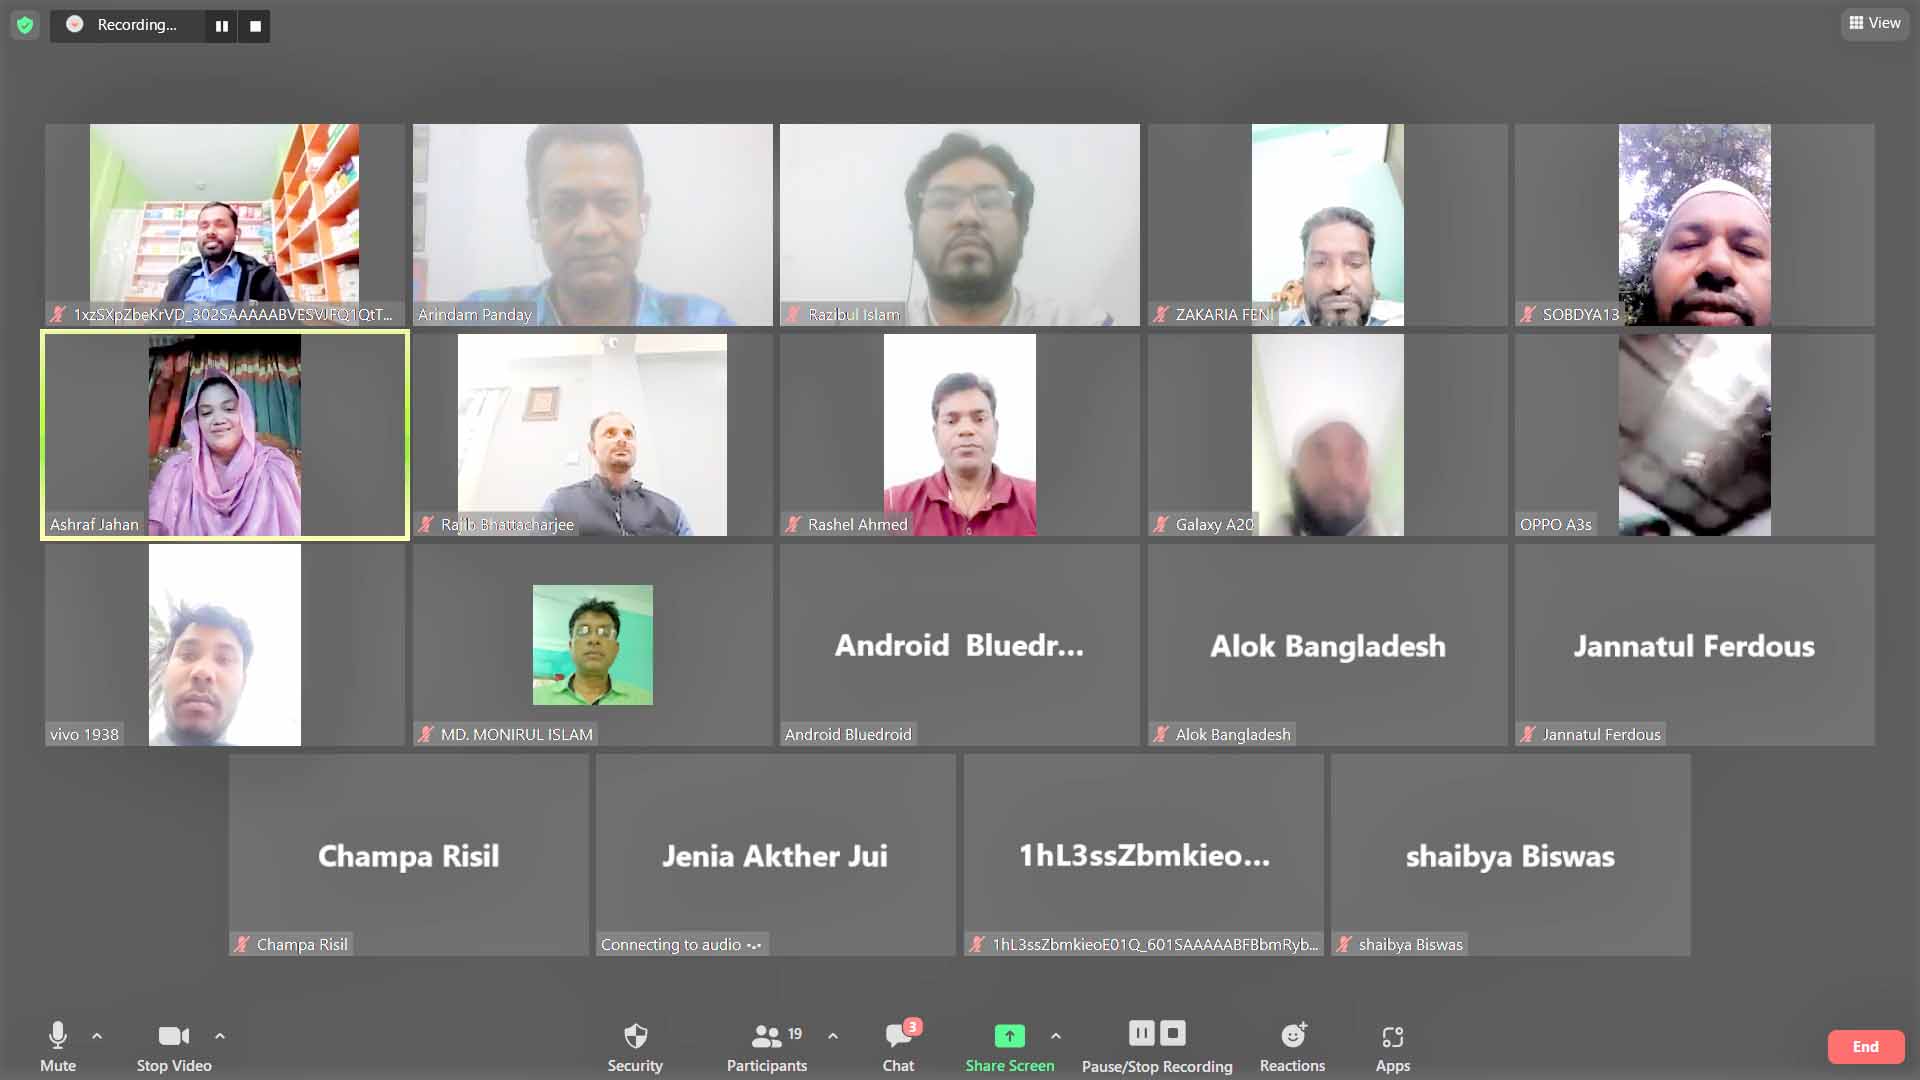 Recording...
View
1xzSXpZbeKrVD_302SAAAAABVESVJFQ1QtT...
Arindam Panday
Razibul Islam
ZAKARIA FENI
SOBDYA13
Ashraf Jahan
Rajib Bhattacharjee
Rashel Ahmed
Galaxy A20
OPPO A3s
vivo 1938
MD. MONIRUL ISLAM
Android Bluedr...
Android Bluedroid
Alok Bangladesh
Alok Bangladesh
Jannatul Ferdous
Jannatul Ferdous
Champa Risil
Champa Risil
Jenia Akther Jui
Connecting to audio
1hL3ssZbmkieo...
1hL3ssZbmkieoE01Q_601SAAAAABFBbmRyb...
shaibya Biswas
shaibya Biswas
Mute
Stop Video
Security
Participants 19
Chat 3
Share Screen
Pause/Stop Recording
Reactions
Apps
End